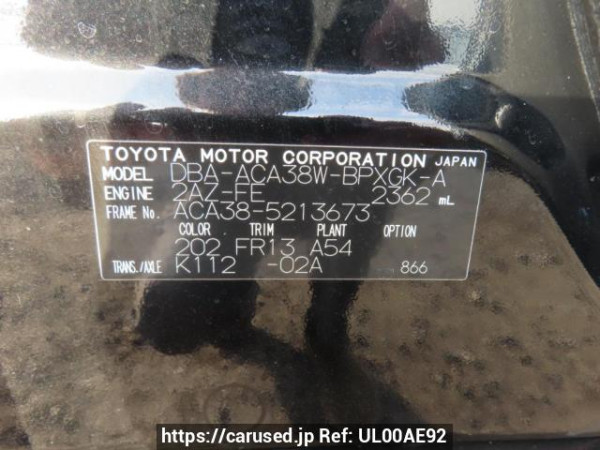 TOYOTA MOTOR CORPORATION JAPAN
MODEL DBA-ACA38W-BPXGK-A
ENGINE 2AZ-FE 2362 mL
FRAME No. ACA38-5213673
COLOR TRIM PLANT OPTION
202 FR13 A54
TRANS./AXLE K112 -02A 866
https://carused.jp Ref: UL00AE92